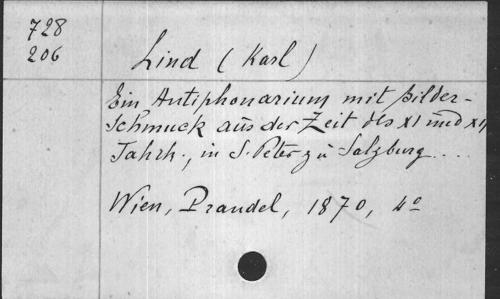 728
206
Lind (Karl)
Ein Antiphonarium mit Bilder-
schmuck aus der Zeit des XI und XII
Jahrh., in S. Peter zu Salzburg....
Wien, Prandel, 1870, 4º